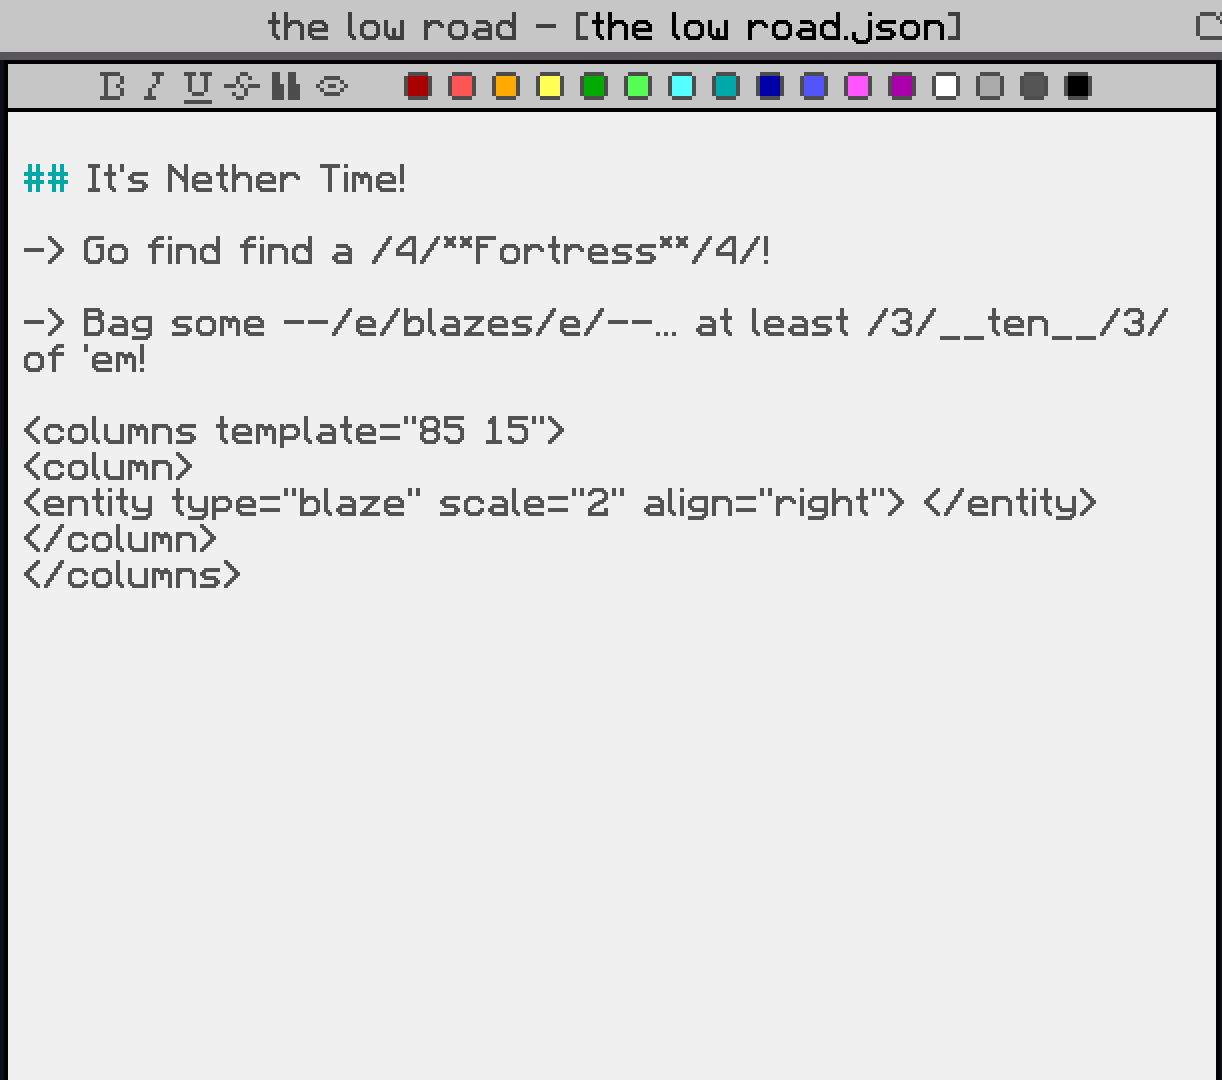 the low road - [the low road.json]
B I U S
## It's Nether Time!
-> Go find find a /4/**Fortress**/4/!
-> Bag some --/e/blazes/e/--... at least /3/__ten__/3/
of 'em!
<columns template="85 15">
<column>
<entity type="blaze" scale="2" align="right"> </entity>
</column>
</columns>